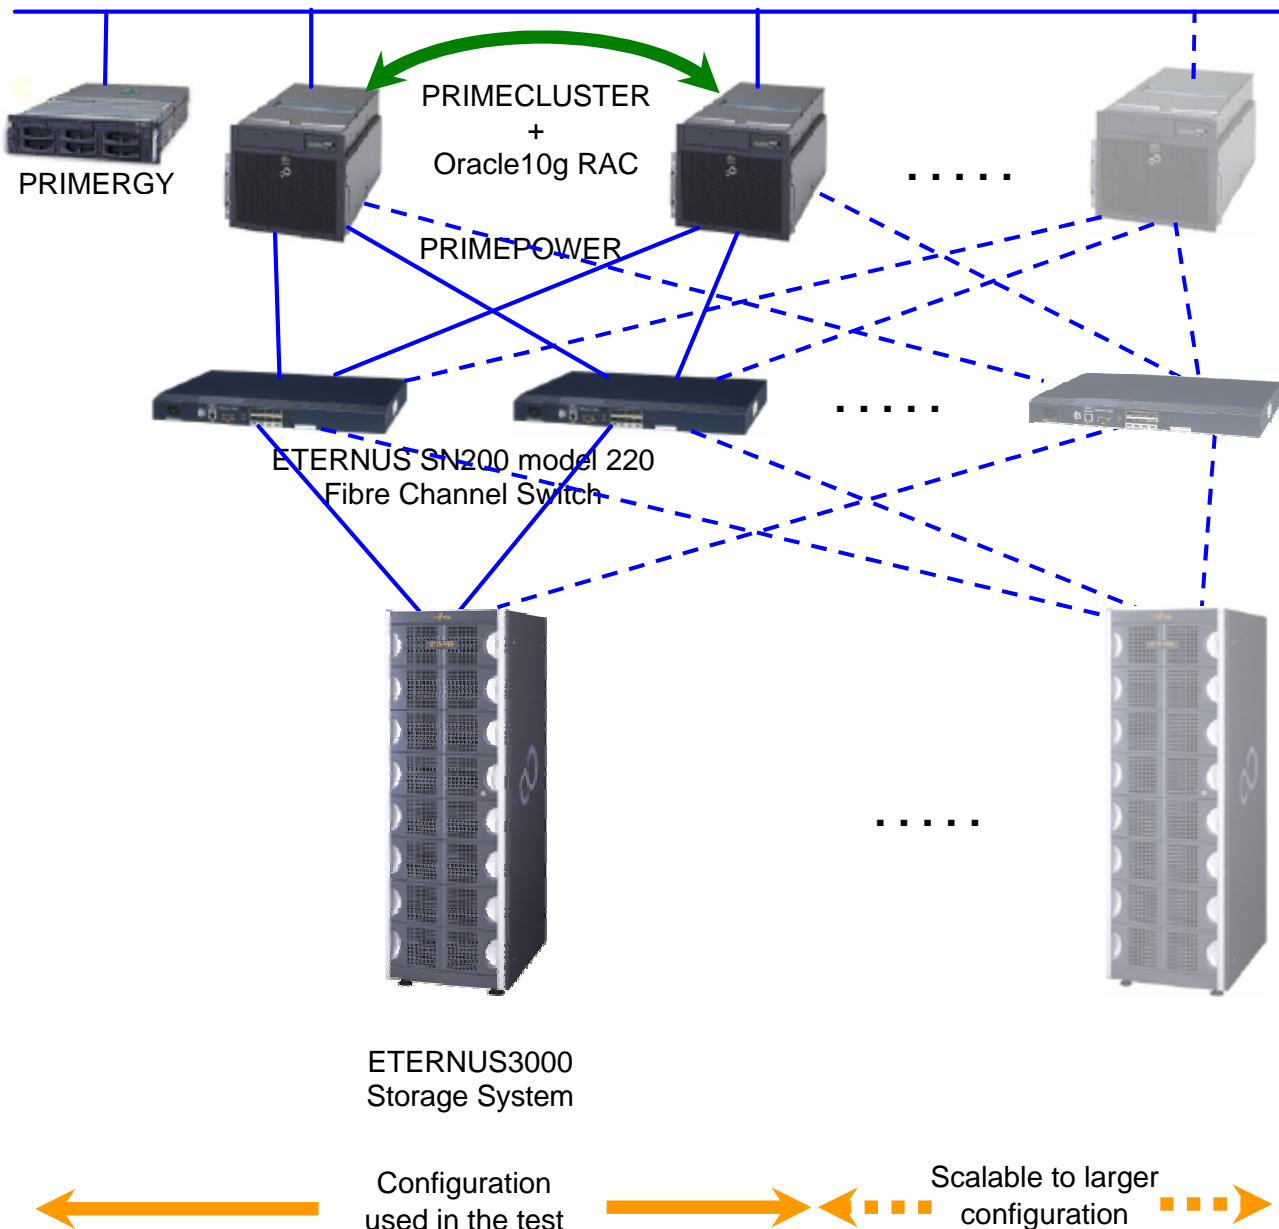 PRIMECLUSTER
+
Oracle10g RAC
PRIMERGY
. . . . .
PRIMEPOWER
. . . . .
ETERNUS SN200 model 220
Fibre Channel Switch
. . . . .
ETERNUS3000
Storage System
Configuration
used in the test
Scalable to larger
configuration